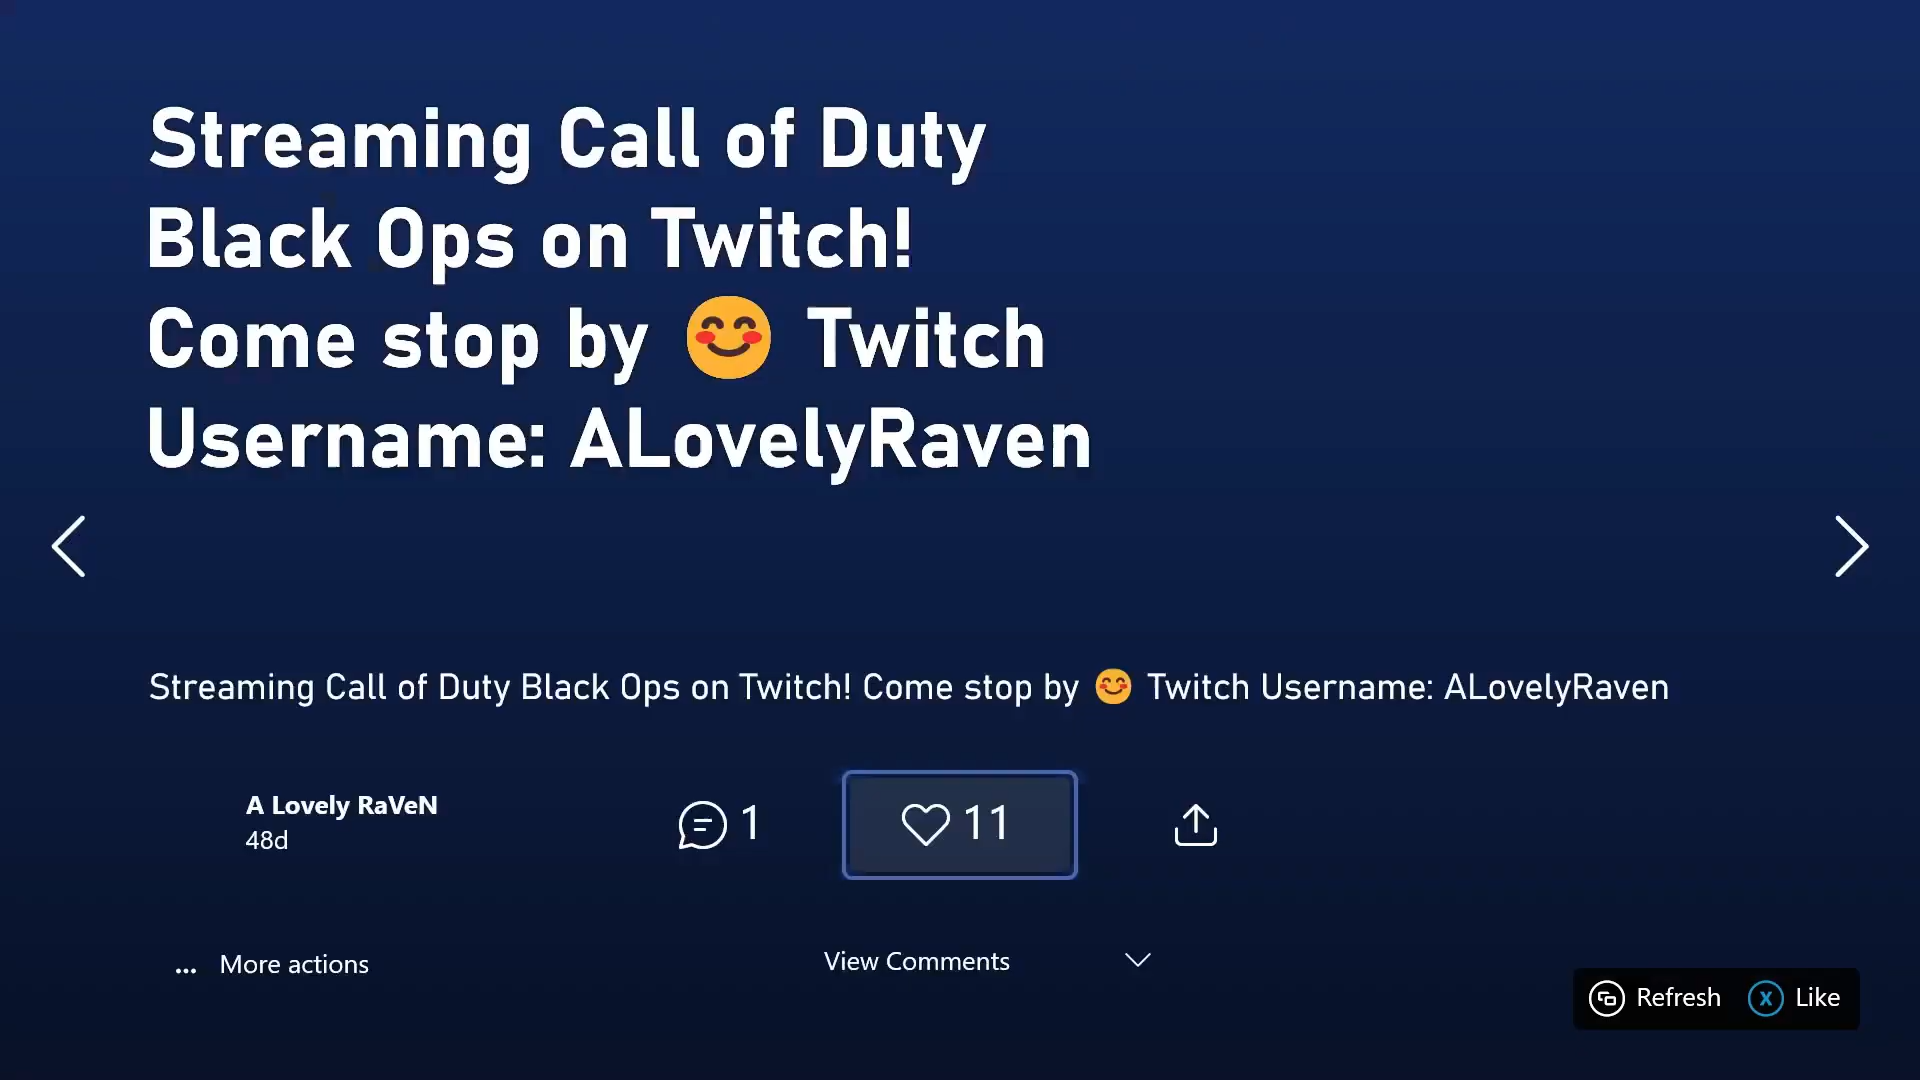 Streaming Call of Duty
Black Ops on Twitch!
Come stop by 😊 Twitch
Username: ALovelyRaven
Streaming Call of Duty Black Ops on Twitch! Come stop by 😊 Twitch Username: ALovelyRaven
A Lovely RaVeN
48d
1
11
... More actions
View Comments
Refresh X Like